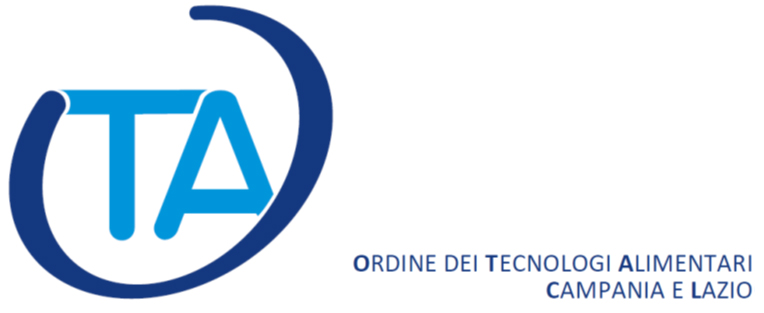 TA
ORDINE DEI TECNOLOGI ALIMENTARI
CAMPANIA E LAZIO